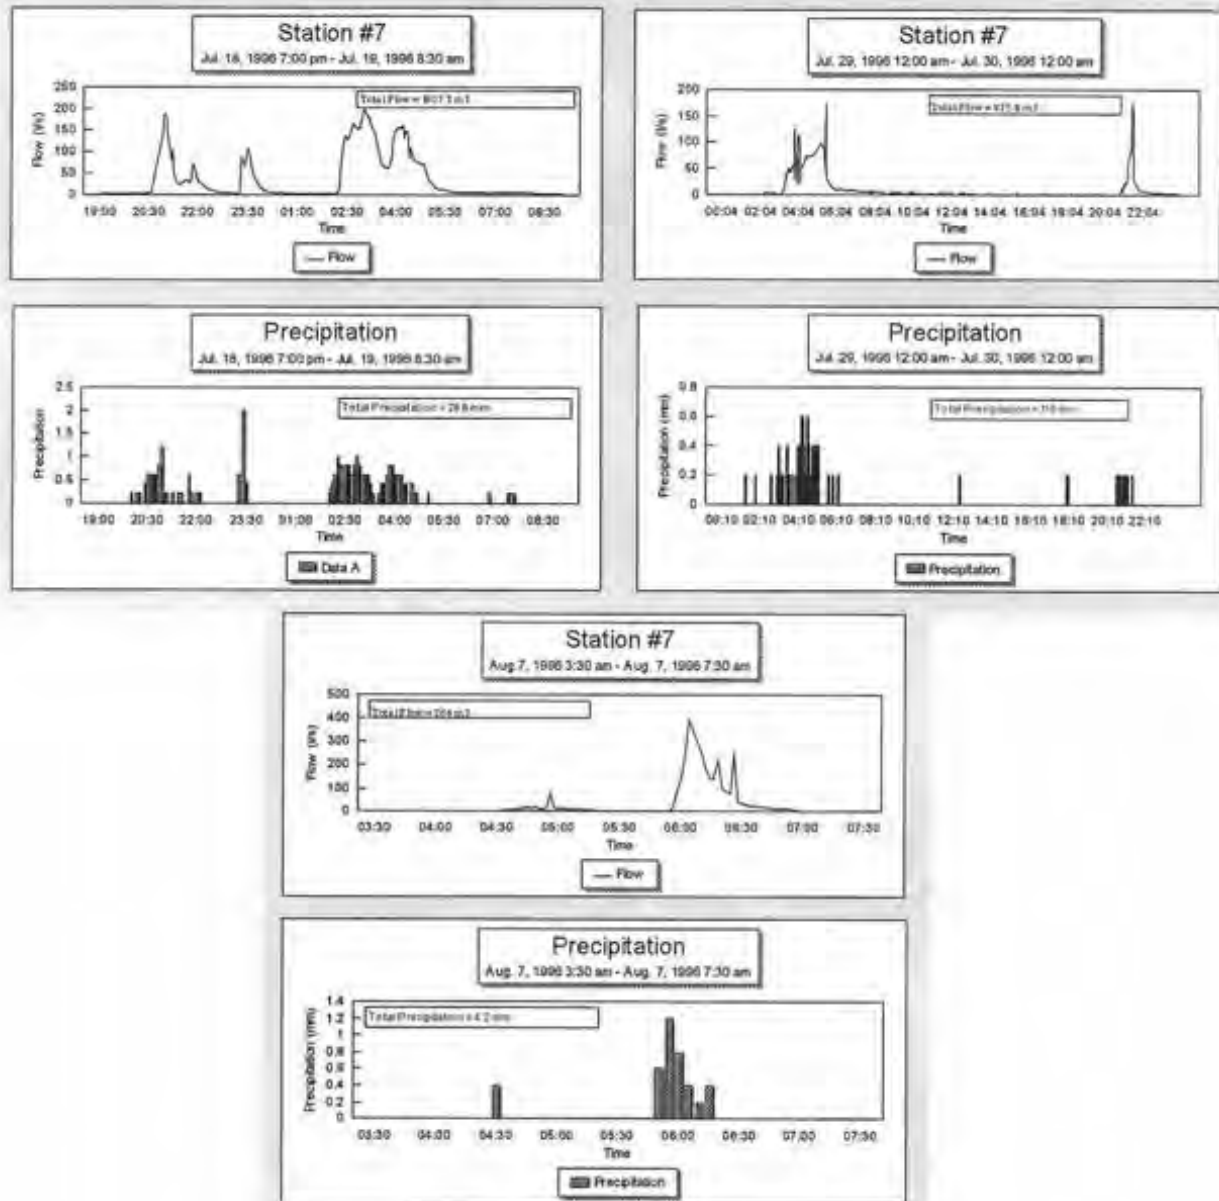 Station #7
Jul. 18, 1996 7:00 pm - Jul. 19, 1996 8:30 am
250
200
150
100
50
0
Flow (l/s)
19:00 20:30 22:00 23:30 01:00 02:30 04:00 05:30 07:00 08:30
Time
Flow
Station #7
Jul. 29, 1996 12:00 am - Jul. 30, 1996 12:00 am
200
150
100
50
0
Flow (l/s)
00:04 02:04 04:04 06:04 08:04 10:04 12:04 14:04 16:04 18:04 20:04 22:04
Time
Flow
Precipitation
Jul. 18, 1996 7:00 pm - Jul. 19, 1996 8:30 am
2.5
2
1.5
1
0.5
0
Precipitation
Total Precipitation =
19:00 20:30 22:00 23:30 01:00 02:30 04:00 05:30 07:00 08:30
Time
Data A
Precipitation
Jul. 29, 1996 12:00 am - Jul. 30, 1996 12:00 am
0.8
0.6
0.4
0.2
0
Precipitation (mm)
Total Precipitation =
00:10 02:10 04:10 06:10 08:10 10:10 12:10 14:10 16:10 18:10 20:10 22:10
Time
Precipitation
Station #7
Aug. 7, 1996 3:30 am - Aug. 7, 1996 7:30 am
500
400
300
200
100
0
Flow (l/s)
03:30 04:00 04:30 05:00 05:30 06:00 06:30 07:00 07:30
Time
Flow
Precipitation
Aug. 7, 1996 3:30 am - Aug. 7, 1996 7:30 am
1.4
1.2
1
0.8
0.6
0.4
0.2
0
Precipitation (mm)
Total Precipitation = 4.2 mm
03:30 04:00 04:30 05:00 05:30 06:00 06:30 07:00 07:30
Time
Precipitation